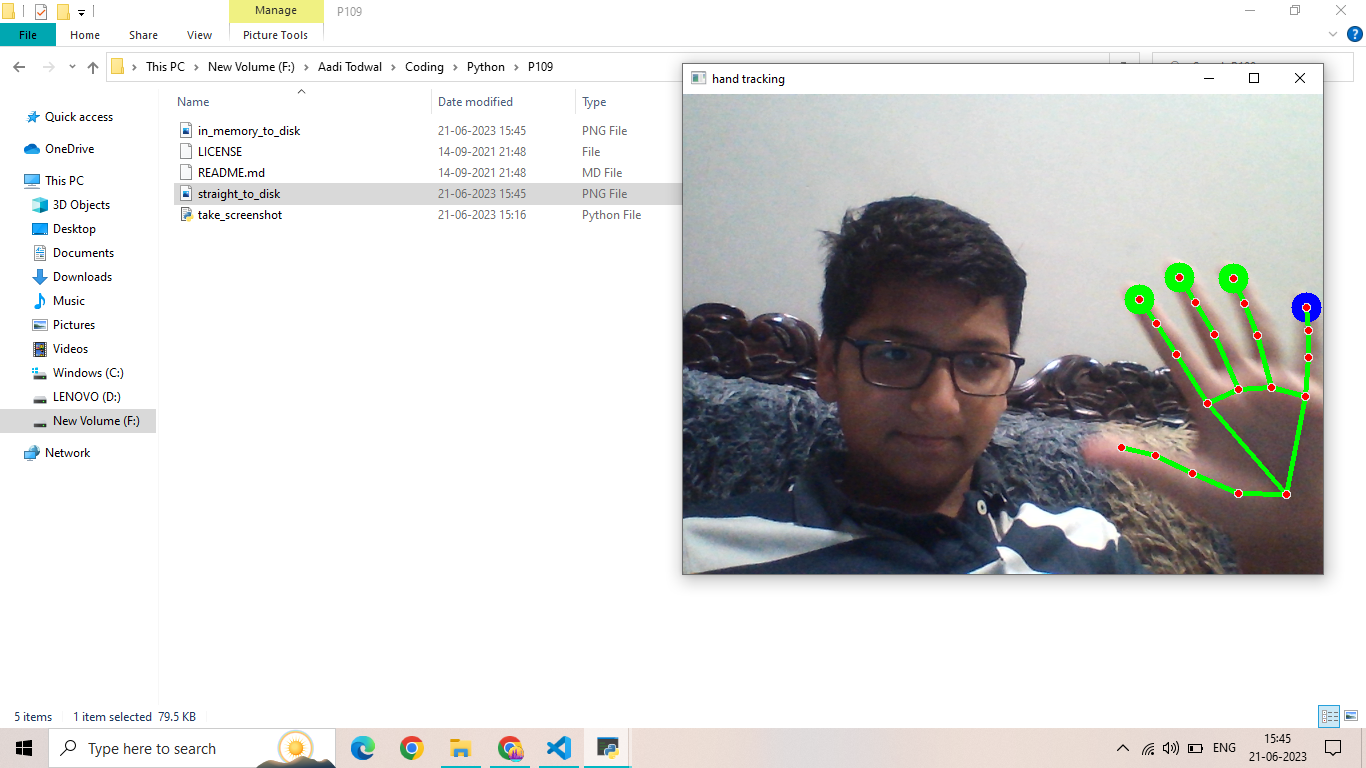 Manage
P109
File
Home
Share
View
Picture Tools
This PC
New Volume (F:)
Aadi Todwal
Coding
Python
P109
hand tracking
Name
Date modified
Type
in_memory_to_disk
21-06-2023 15:45
PNG File
LICENSE
14-09-2021 21:48
File
README.md
14-09-2021 21:48
MD File
straight_to_disk
21-06-2023 15:45
PNG File
take_screenshot
21-06-2023 15:16
Python File
Quick access
OneDrive
This PC
3D Objects
Desktop
Documents
Downloads
Music
Pictures
Videos
Windows (C:)
LENOVO (D:)
New Volume (F:)
Network
5 items
1 item selected 79.5 KB
Type here to search
ENG
15:45
21-06-2023